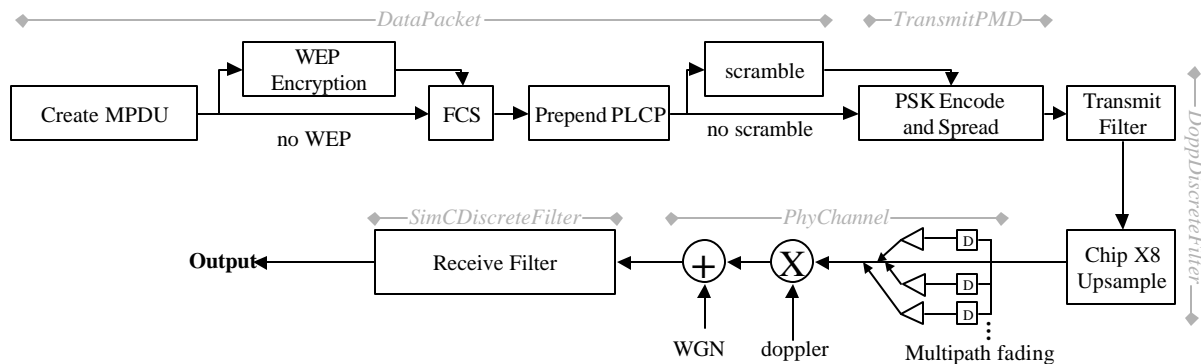 DataPacket
TransmitPMD
WEP
Encryption
scramble
Create MPDU
FCS
Prepend PLCP
PSK Encode
and Spread
Transmit
Filter
no WEP
no scramble
DoppDiscreteFilter
SimCDiscreteFilter
PhyChannel
Output
Receive Filter
+
X
D
D
D
Chip X8
Upsample
WGN
doppler
Multipath fading